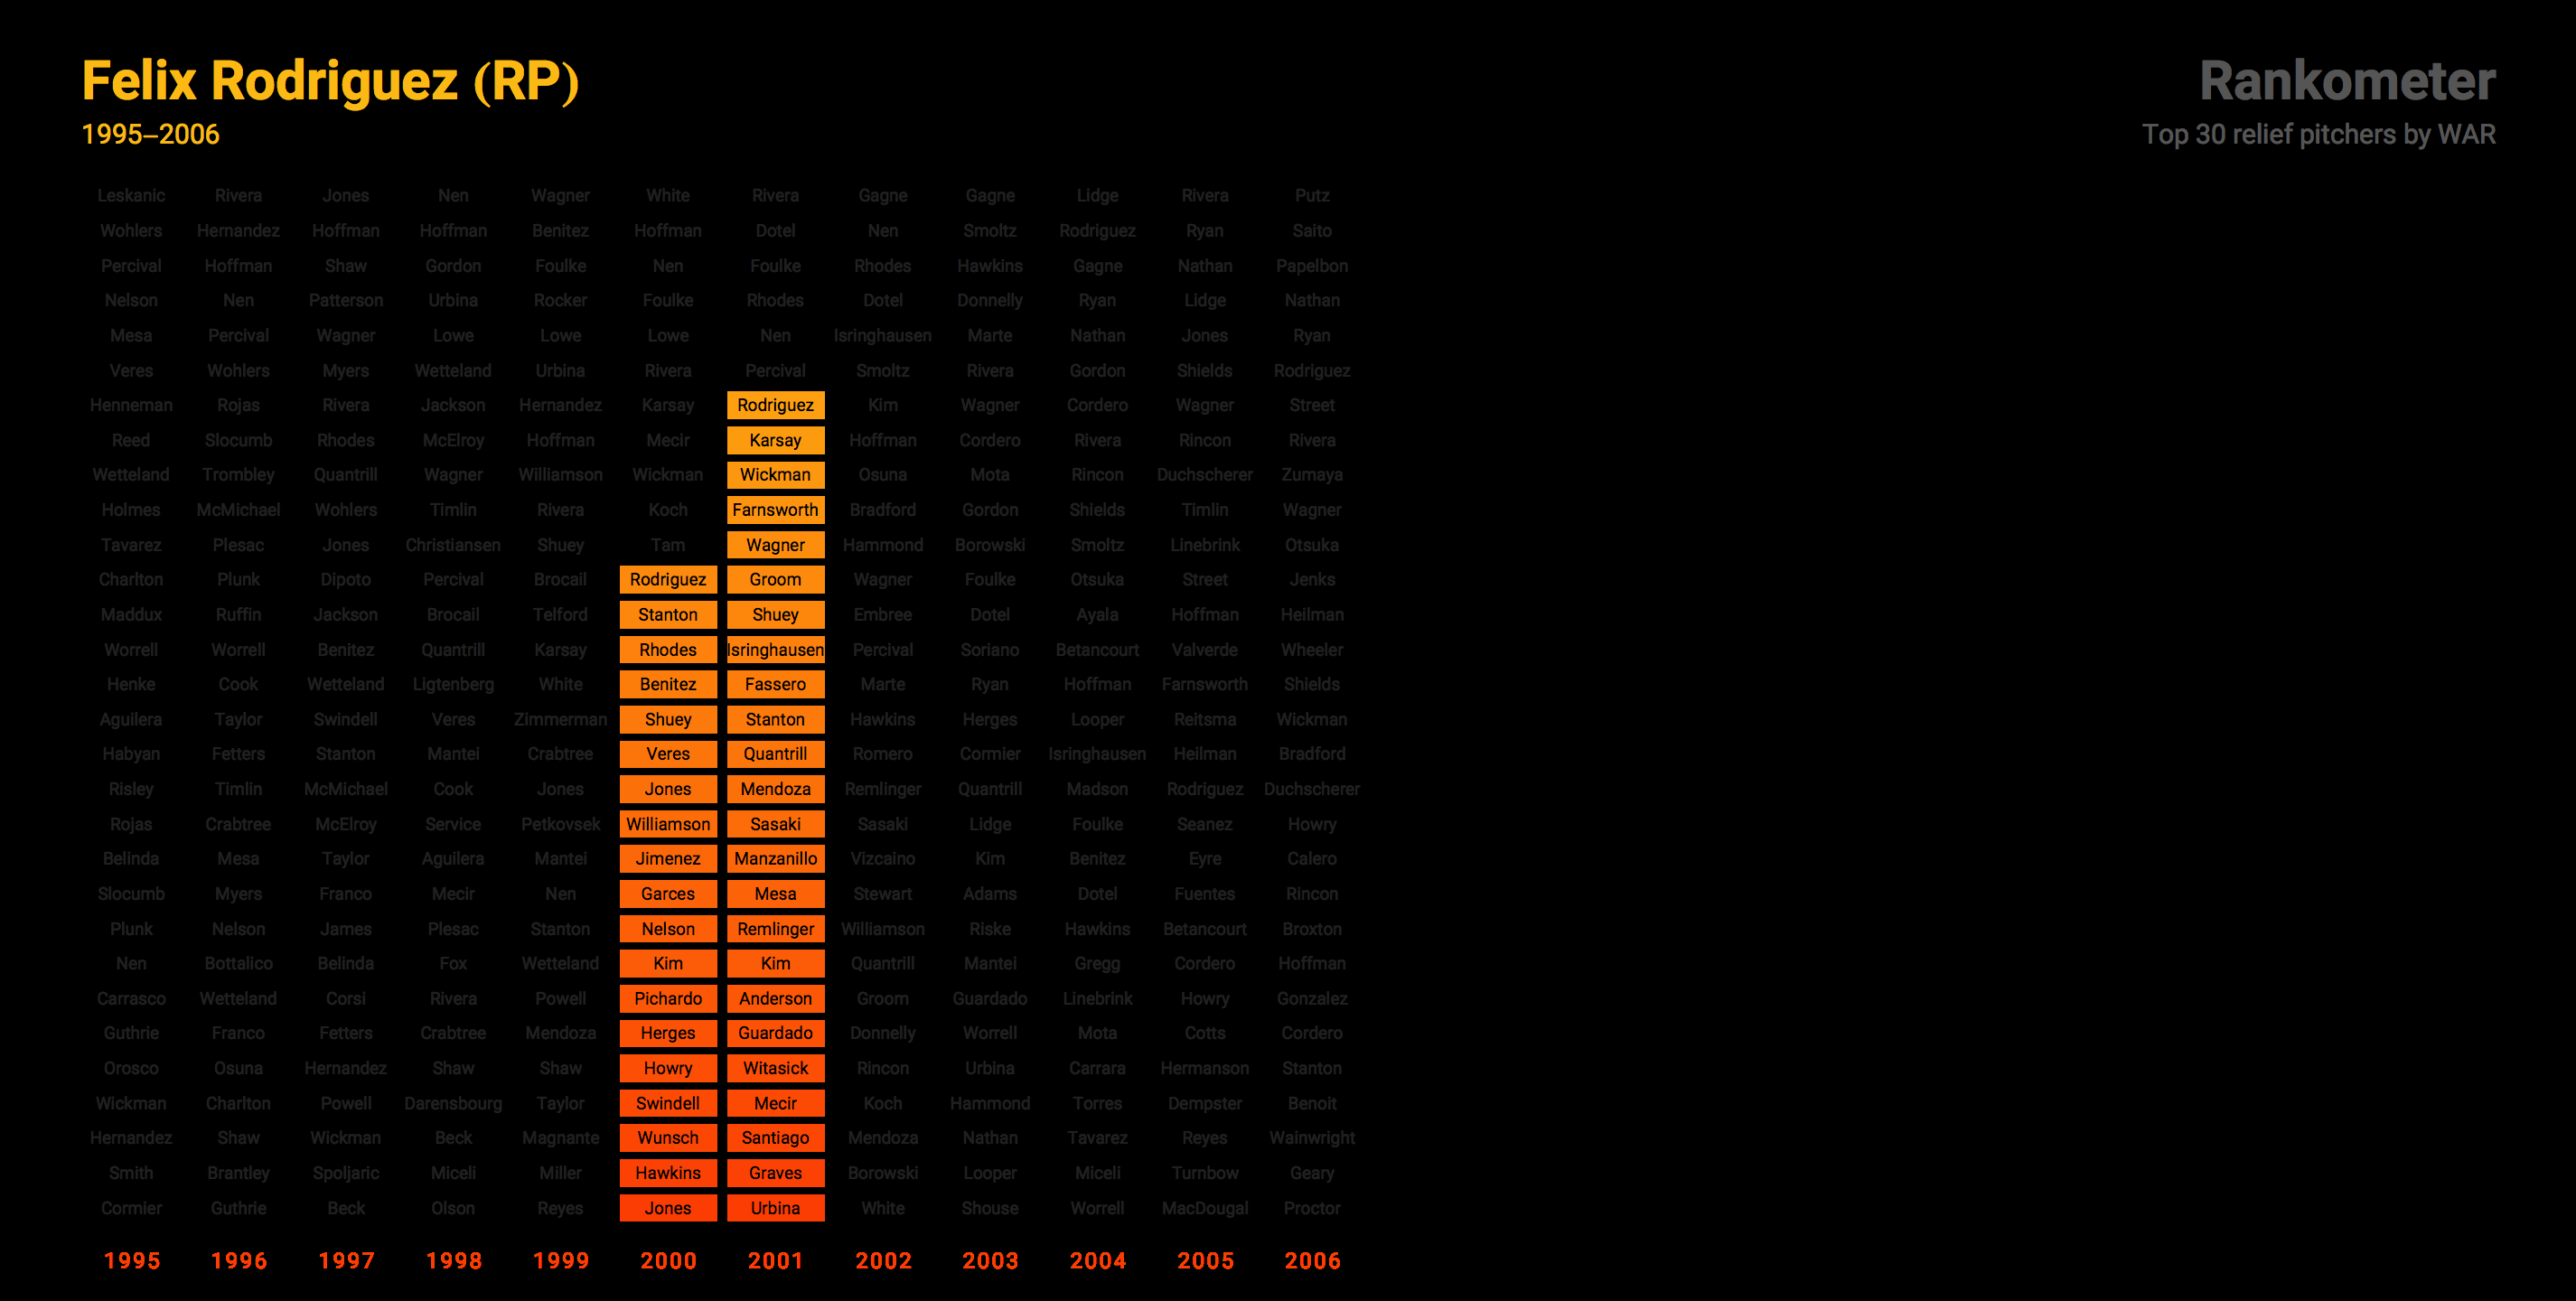 Felix Rodriguez (RP)
1995–2006
Rankometer
Top 30 relief pitchers by WAR
Leskanic Rivera Jones Nen Wagner White Rivera Gagne Gagne Lidge Rivera Putz
Wohlers Hernandez Hoffman Hoffman Benitez Hoffman Dotel Nen Smoltz Rodriguez Ryan Saito
Percival Hoffman Shaw Gordon Foulke Nen Foulke Rhodes Hawkins Gagne Nathan Papelbon
Nelson Nen Patterson Urbina Rocker Foulke Rhodes Dotel Donnelly Ryan Lidge Nathan
Mesa Percival Wagner Lowe Lowe Lowe Nen Isringhausen Marte Nathan Jones Ryan
Veres Wohlers Myers Wetteland Urbina Rivera Percival Smoltz Rivera Gordon Shields Rodriguez
Henneman Rojas Rivera Jackson Hernandez Karsay Rodriguez Kim Wagner Cordero Wagner Street
Reed Slocumb Rhodes McElroy Hoffman Mecir Karsay Hoffman Cordero Rivera Rincon Rivera
Wetteland Trombley Quantrill Wagner Williamson Wickman Wickman Osuna Mota Rincon Duchscherer Zumaya
Holmes McMichael Wohlers Timlin Rivera Koch Farnsworth Bradford Gordon Shields Timlin Wagner
Tavarez Plesac Jones Christiansen Shuey Tam Wagner Hammond Borowski Smoltz Linebrink Otsuka
Charlton Plunk Dipoto Percival Brocail Rodriguez Groom Wagner Foulke Otsuka Street Jenks
Maddux Ruffin Jackson Brocail Telford Stanton Shuey Embree Dotel Ayala Hoffman Heilman
Worrell Worrell Benitez Quantrill Karsay Rhodes Isringhausen Percival Soriano Betancourt Valverde Wheeler
Henke Cook Wetteland Ligtenberg White Benitez Fassero Marte Ryan Hoffman Farnsworth Shields
Aguilera Taylor Swindell Veres Zimmerman Shuey Stanton Hawkins Herges Looper Reitsma Wickman
Habyan Fetters Stanton Mantei Crabtree Veres Quantrill Romero Cormier Isringhausen Heilman Bradford
Risley Timlin McMichael Cook Jones Jones Mendoza Remlinger Quantrill Madson Rodriguez Duchscherer
Rojas Crabtree McElroy Service Petkovsek Williamson Sasaki Sasaki Lidge Foulke Seanez Howry
Belinda Mesa Taylor Aguilera Mantei Jimenez Manzanillo Vizcaino Kim Benitez Eyre Calero
Slocumb Myers Franco Mecir Nen Garces Mesa Stewart Adams Dotel Fuentes Rincon
Plunk Nelson James Plesac Stanton Nelson Remlinger Williamson Riske Hawkins Betancourt Broxton
Nen Bottalico Belinda Fox Wetteland Kim Kim Quantrill Mantei Gregg Cordero Hoffman
Carrasco Wetteland Corsi Rivera Powell Pichardo Anderson Groom Guardado Linebrink Howry Gonzalez
Guthrie Franco Fetters Crabtree Mendoza Herges Guardado Donnelly Worrell Mota Cotts Cordero
Orosco Osuna Hernandez Shaw Shaw Howry Witasick Rincon Urbina Carrara Hermanson Stanton
Wickman Charlton Powell Darensbourg Taylor Swindell Mecir Koch Hammond Torres Dempster Benoit
Hernandez Shaw Wickman Beck Magnante Wunsch Santiago Mendoza Nathan Tavarez Reyes Wainwright
Smith Brantley Spoljaric Miceli Miller Hawkins Graves Borowski Looper Miceli Turnbow Geary
Cormier Guthrie Beck Olson Reyes Jones Urbina White Shouse Worrell MacDougal Proctor
1995 1996 1997 1998 1999 2000 2001 2002 2003 2004 2005 2006